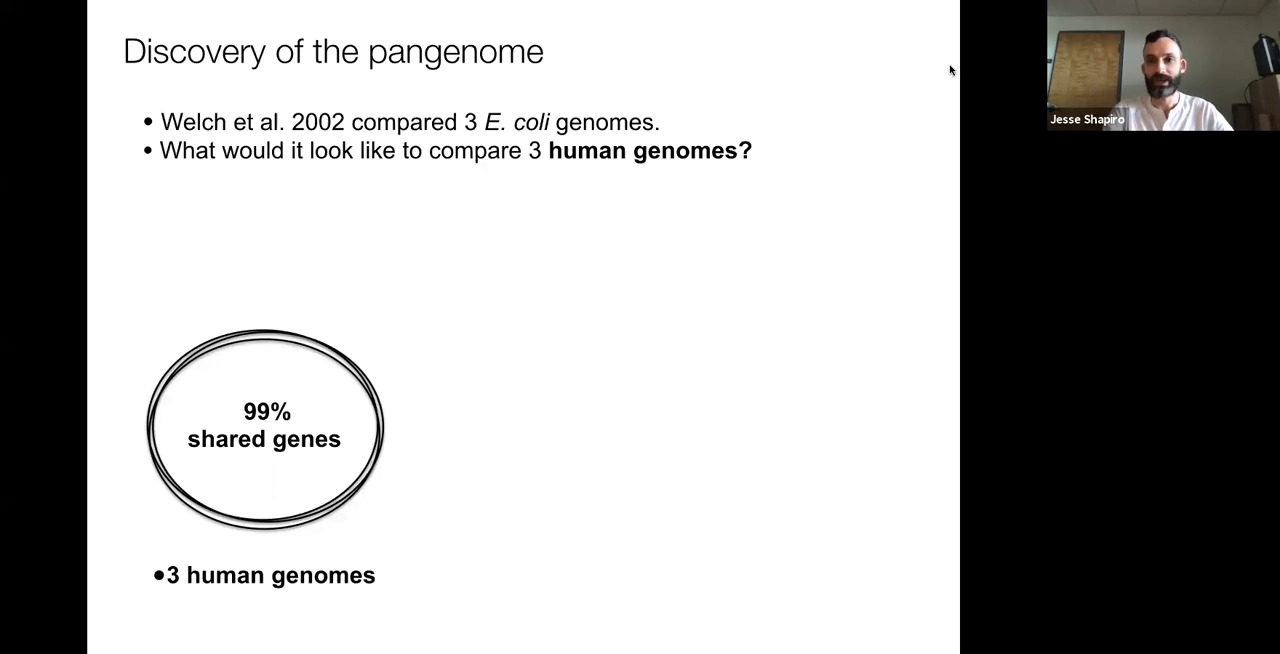 Discovery of the pangenome
• Welch et al. 2002 compared 3 E. coli genomes.
• What would it look like to compare 3 human genomes?
99%
shared genes
•3 human genomes
Jesse Shapiro